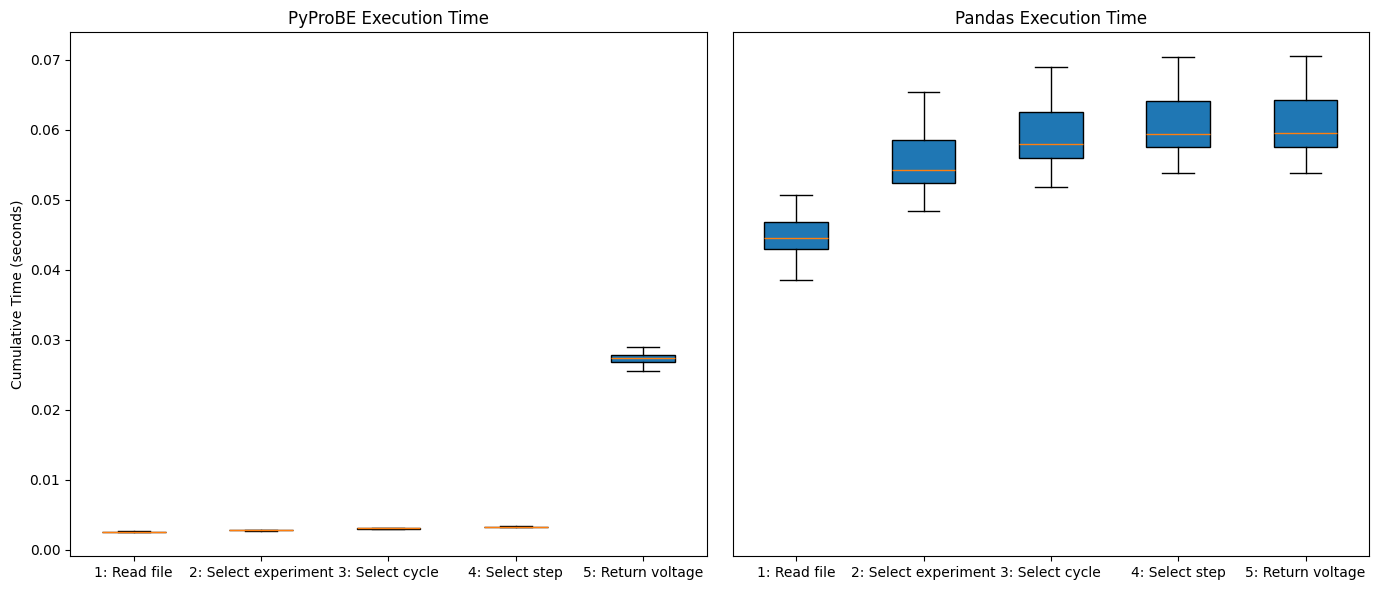 PyProBE Execution Time
Pandas Execution Time
Cumulative Time (seconds)
0.07
0.06
0.05
0.04
0.03
0.02
0.01
0.00
1: Read file
2: Select experiment
3: Select cycle
4: Select step
5: Return voltage
1: Read file
2: Select experiment
3: Select cycle
4: Select step
5: Return voltage